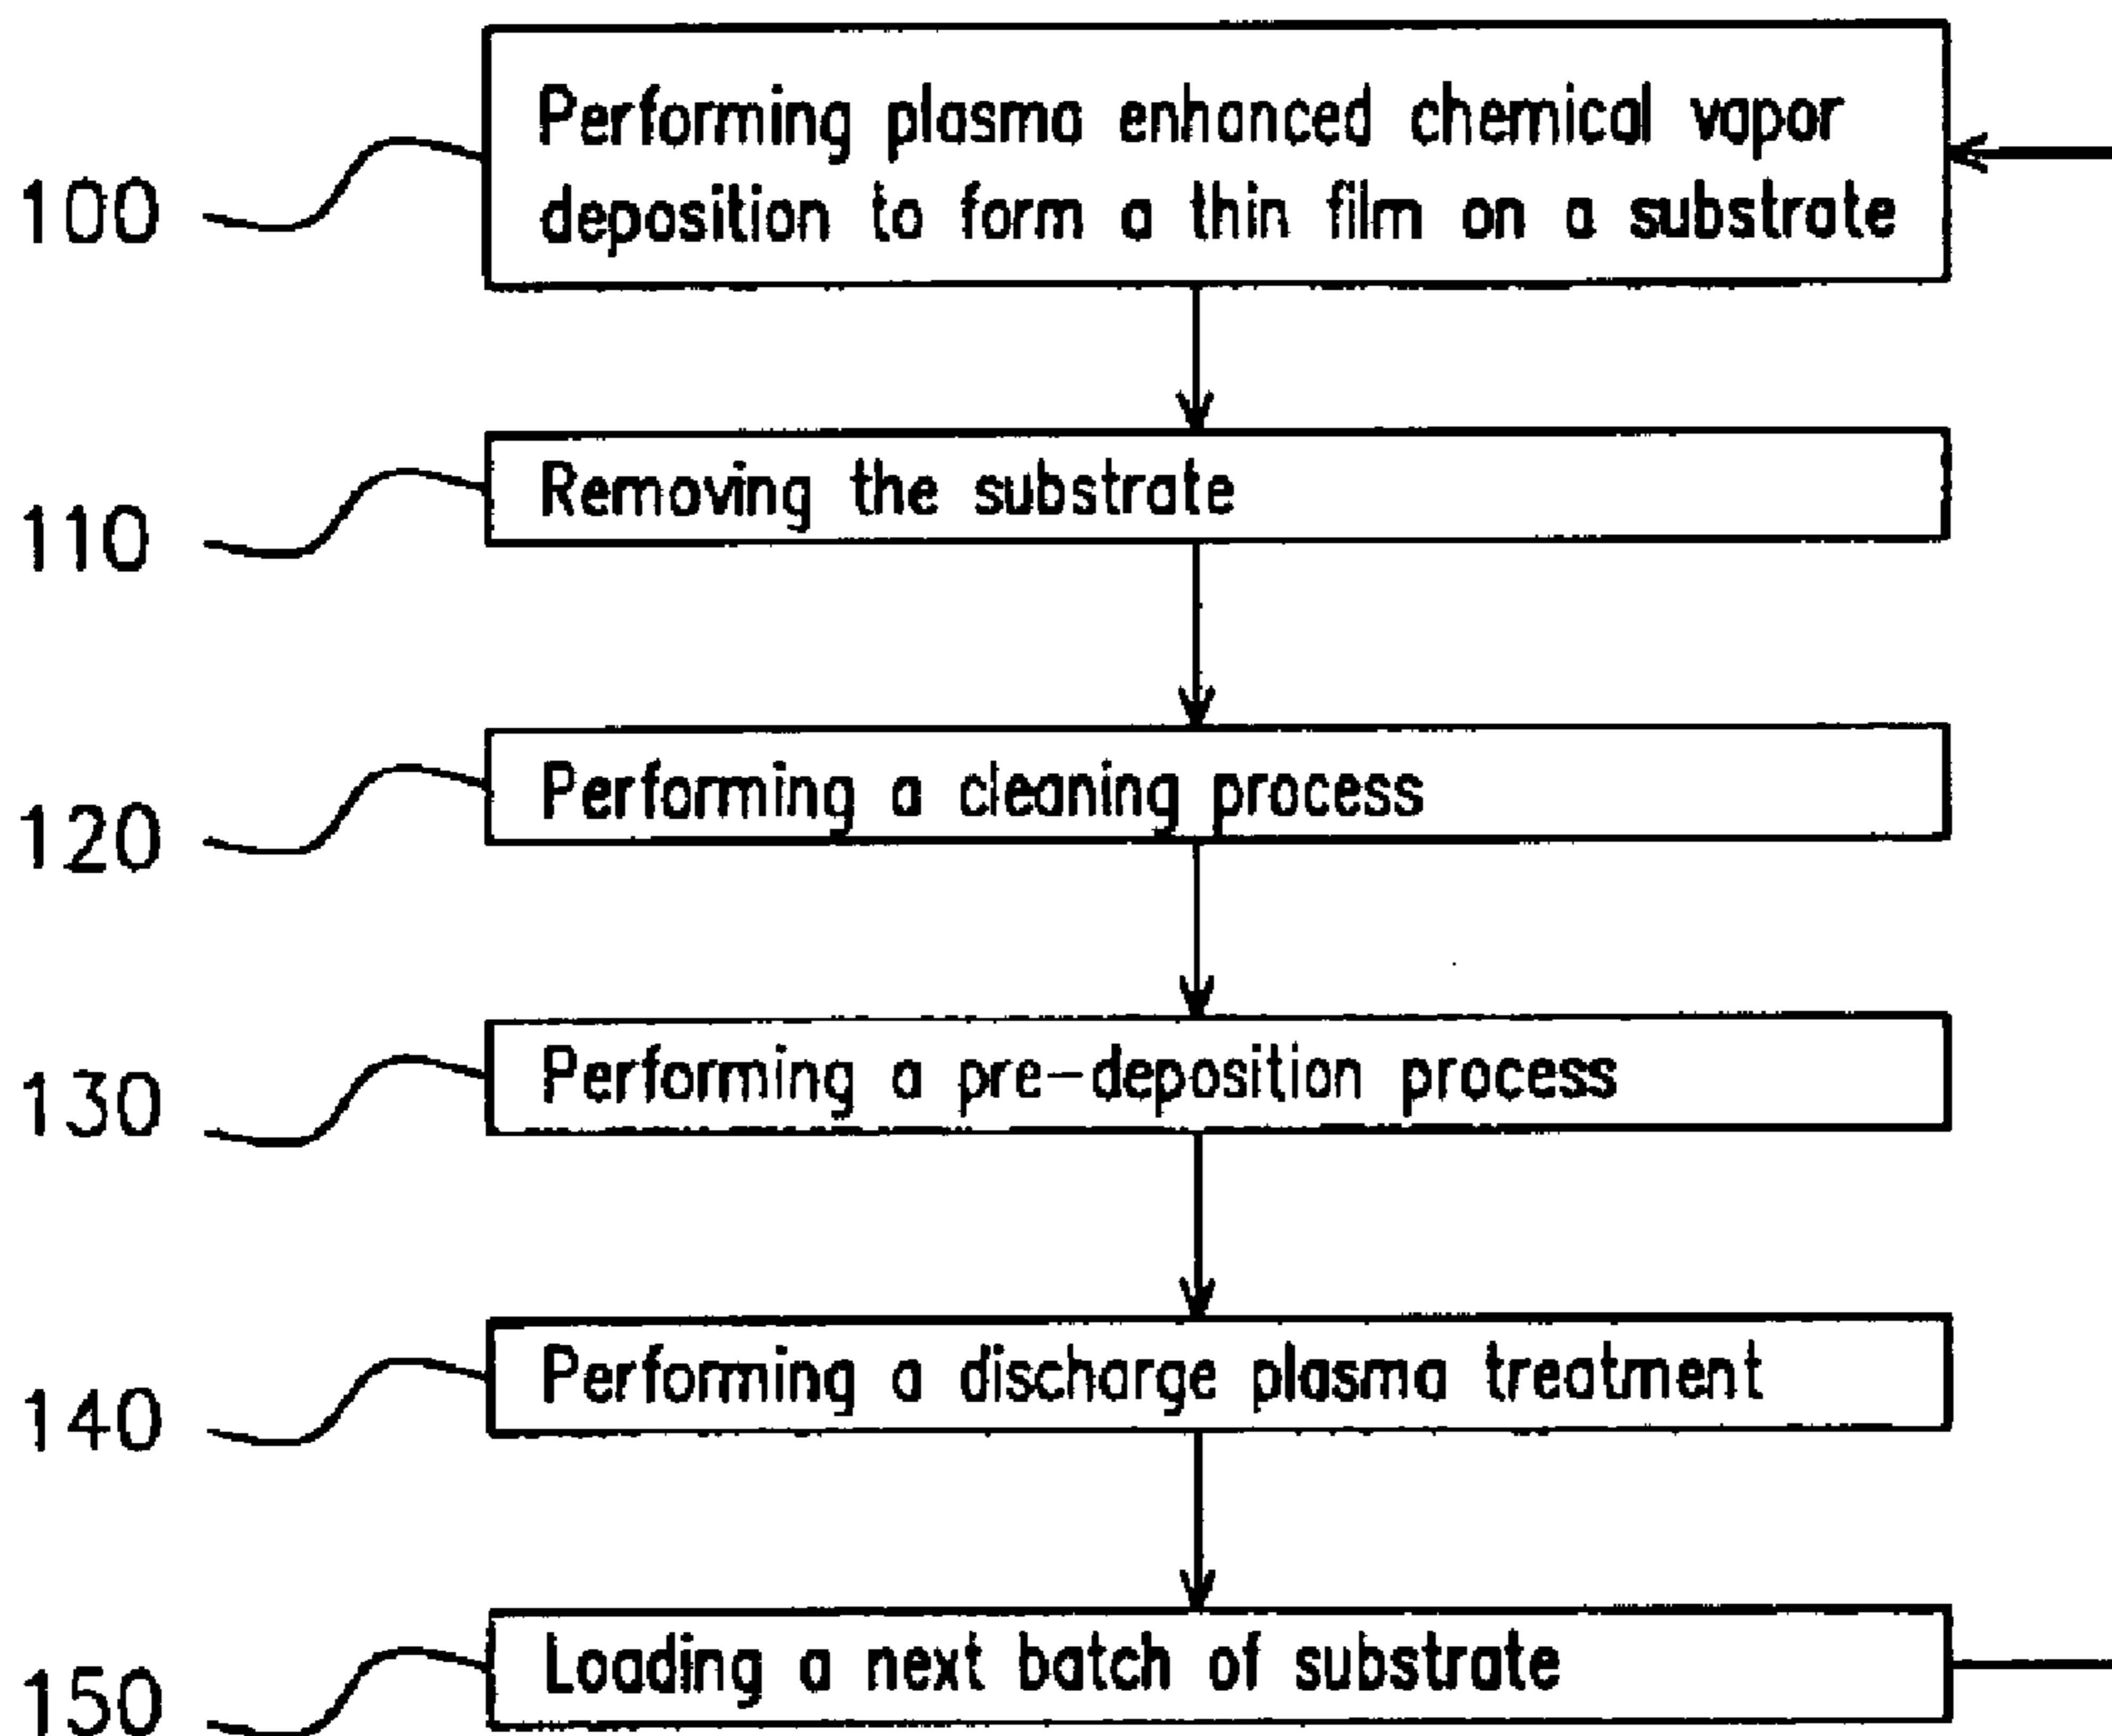 100
Performing plasma enhanced chemical vapor
deposition to form a thin film on a substrate
110
Removing the substrate
120
Performing a cleaning process
130
Performing a pre-deposition process
140
Performing a discharge plasma treatment
150
Loading a next batch of substrate